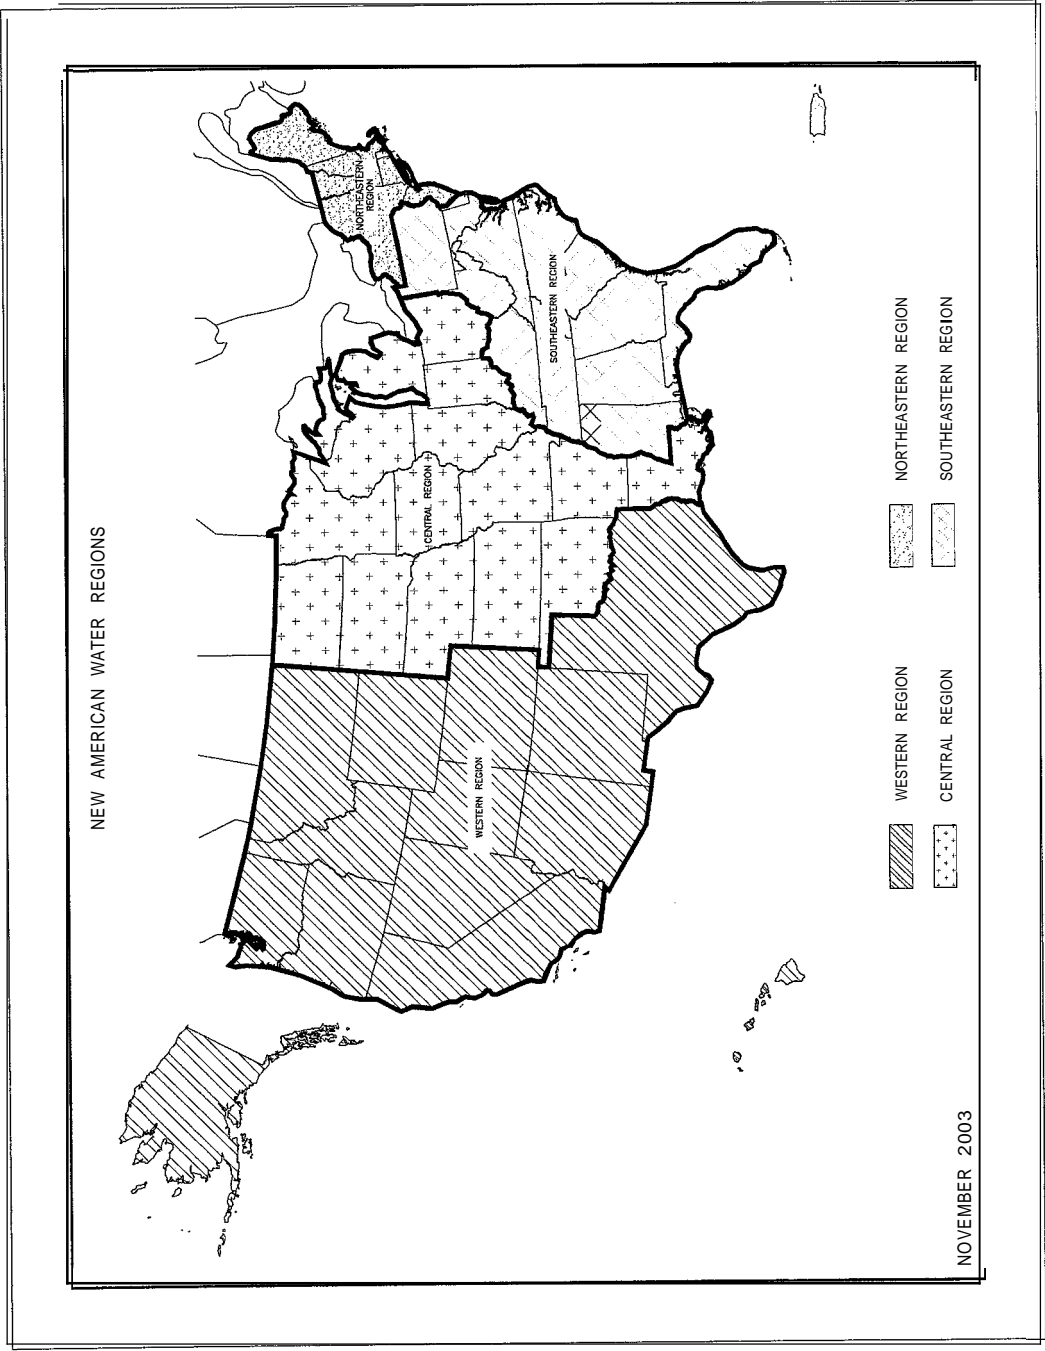 NEW AMERICAN WATER REGIONS
NORTHEASTERN
REGION
SOUTHEASTERN REGION
CENTRAL REGION
WESTERN REGION
WESTERN REGION
NORTHEASTERN REGION
CENTRAL REGION
SOUTHEASTERN REGION
NOVEMBER 2003